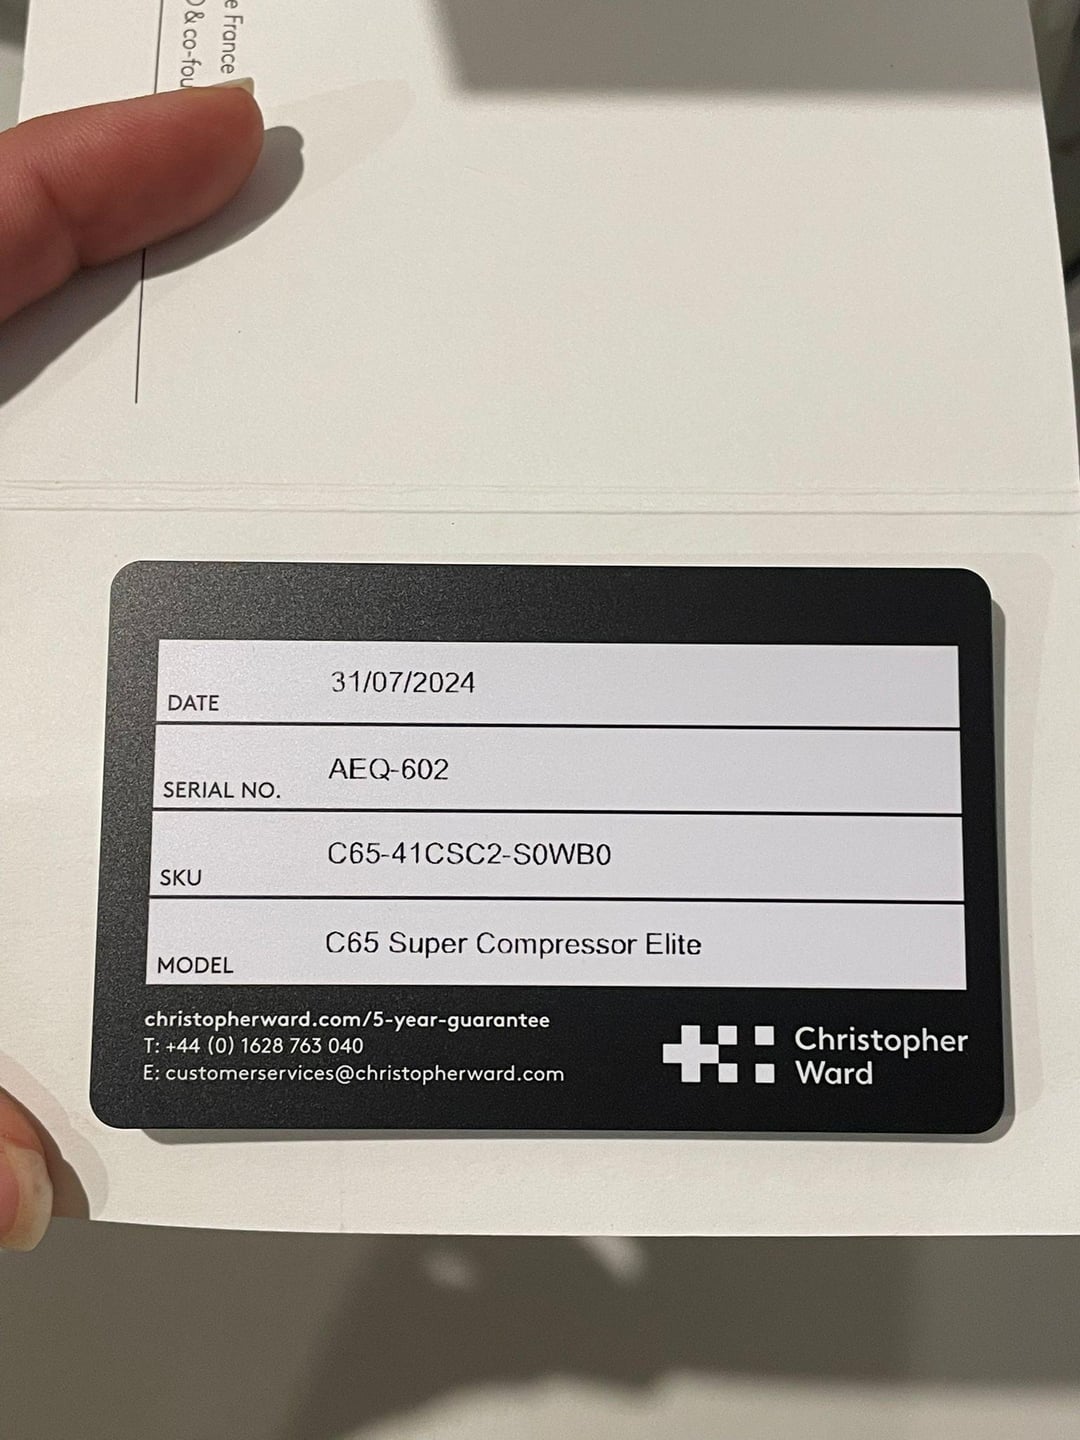 e France
& co-fou
DATE 31/07/2024
SERIAL NO. AEQ-602
SKU C65-41CSC2-S0WB0
MODEL C65 Super Compressor Elite
christopherward.com/5-year-guarantee
T: +44 (0) 1628 763 040
E: customerservices@christopherward.com
Christopher
Ward